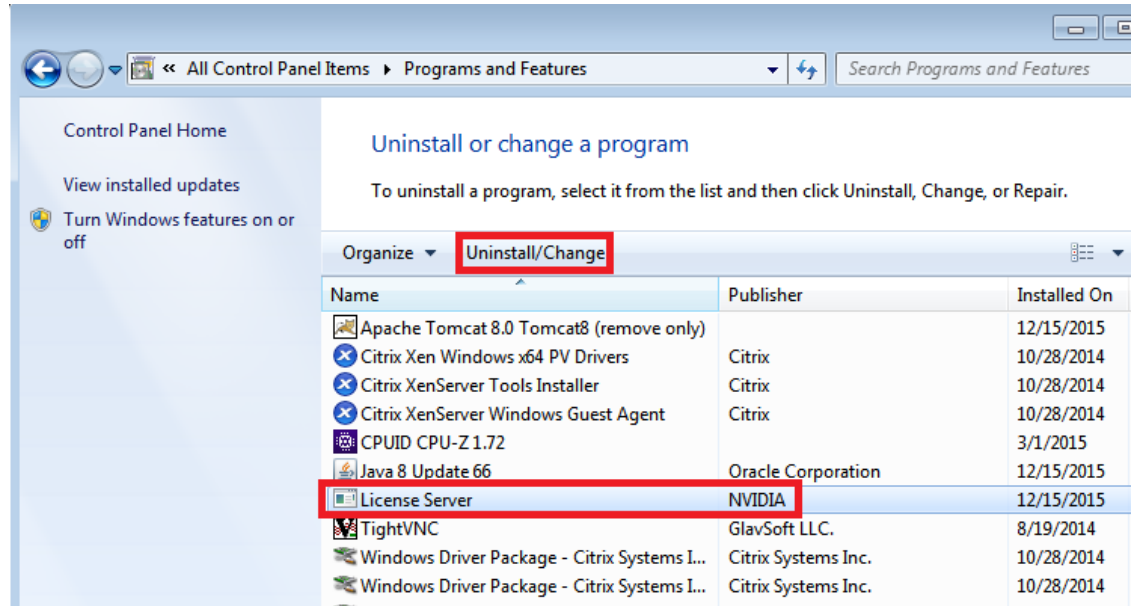 « All Control Panel Items ▸ Programs and Features
Search Programs and Features
Control Panel Home
View installed updates
Turn Windows features on or
off
Uninstall or change a program
To uninstall a program, select it from the list and then click Uninstall, Change, or Repair.
Organize Uninstall/Change
Name Publisher Installed On
Apache Tomcat 8.0 Tomcat8 (remove only) 12/15/2015
Citrix Xen Windows x64 PV Drivers Citrix 10/28/2014
Citrix XenServer Tools Installer Citrix 10/28/2014
Citrix XenServer Windows Guest Agent Citrix 10/28/2014
CPUID CPU-Z 1.72 3/1/2015
Java 8 Update 66 Oracle Corporation 12/15/2015
License Server NVIDIA 12/15/2015
TightVNC GlavSoft LLC. 8/19/2014
Windows Driver Package - Citrix Systems I... Citrix Systems Inc. 10/28/2014
Windows Driver Package - Citrix Systems I... Citrix Systems Inc. 10/28/2014